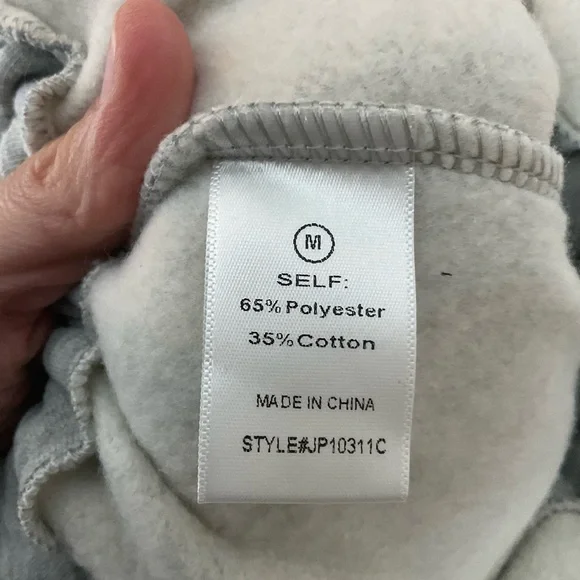 M
SELF:
65% Polyester
35% Cotton
MADE IN CHINA
STYLE#JP10311C